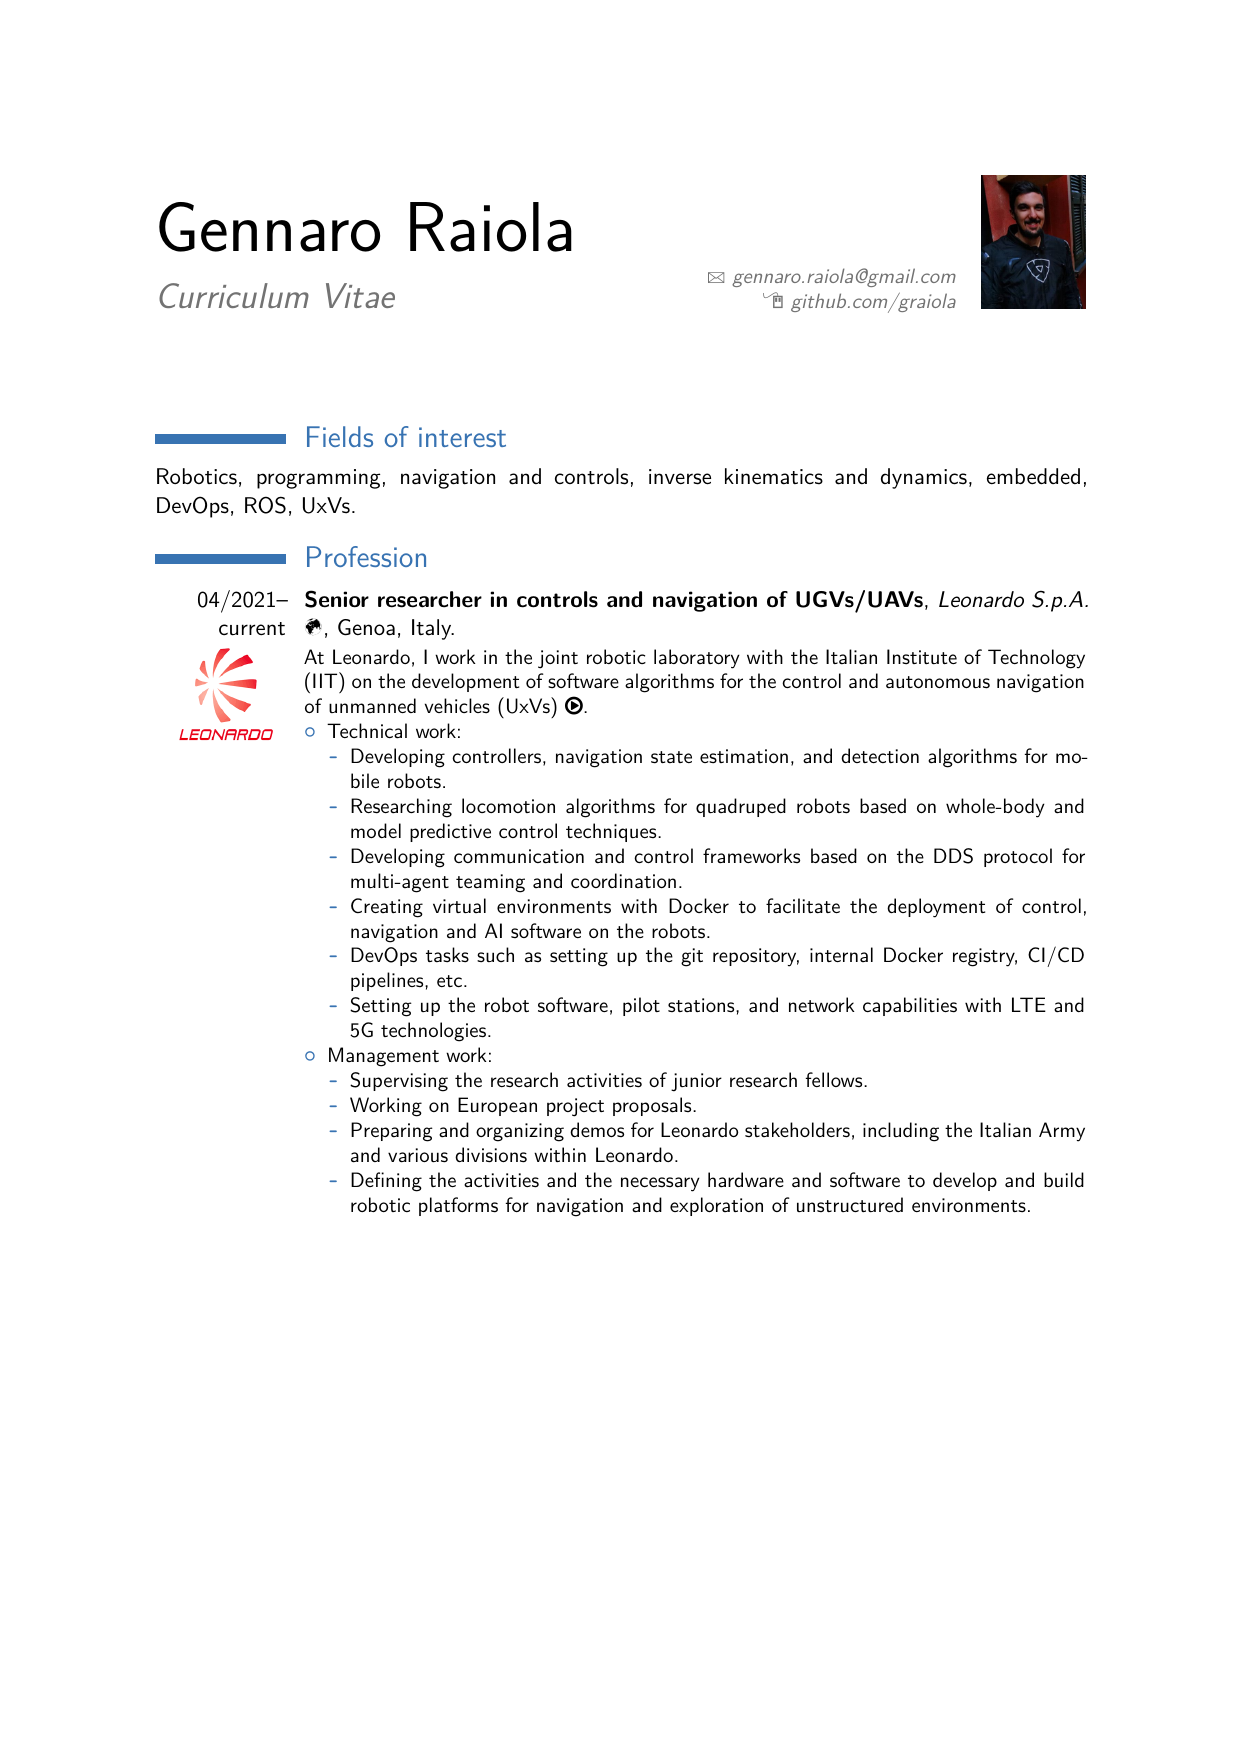 Gennaro Raiola
Curriculum Vitae
gennaro.raiola@gmail.com
github.com/graiola
Fields of interest
Robotics, programming, navigation and controls, inverse kinematics and dynamics, embedded,
DevOps, ROS, UxVs.
Profession
04/2021–
current
Senior researcher in controls and navigation of UGVs/UAVs, Leonardo S.p.A.
, Genoa, Italy.
LEONARDO
At Leonardo, I work in the joint robotic laboratory with the Italian Institute of Technology
(IIT) on the development of software algorithms for the control and autonomous navigation
of unmanned vehicles (UxVs) .
○ Technical work:
– Developing controllers, navigation state estimation, and detection algorithms for mo-
bile robots.
– Researching locomotion algorithms for quadruped robots based on whole-body and
model predictive control techniques.
– Developing communication and control frameworks based on the DDS protocol for
multi-agent teaming and coordination.
– Creating virtual environments with Docker to facilitate the deployment of control,
navigation and AI software on the robots.
– DevOps tasks such as setting up the git repository, internal Docker registry, CI/CD
pipelines, etc.
– Setting up the robot software, pilot stations, and network capabilities with LTE and
5G technologies.
○ Management work:
– Supervising the research activities of junior research fellows.
– Working on European project proposals.
– Preparing and organizing demos for Leonardo stakeholders, including the Italian Army
and various divisions within Leonardo.
– Defining the activities and the necessary hardware and software to develop and build
robotic platforms for navigation and exploration of unstructured environments.